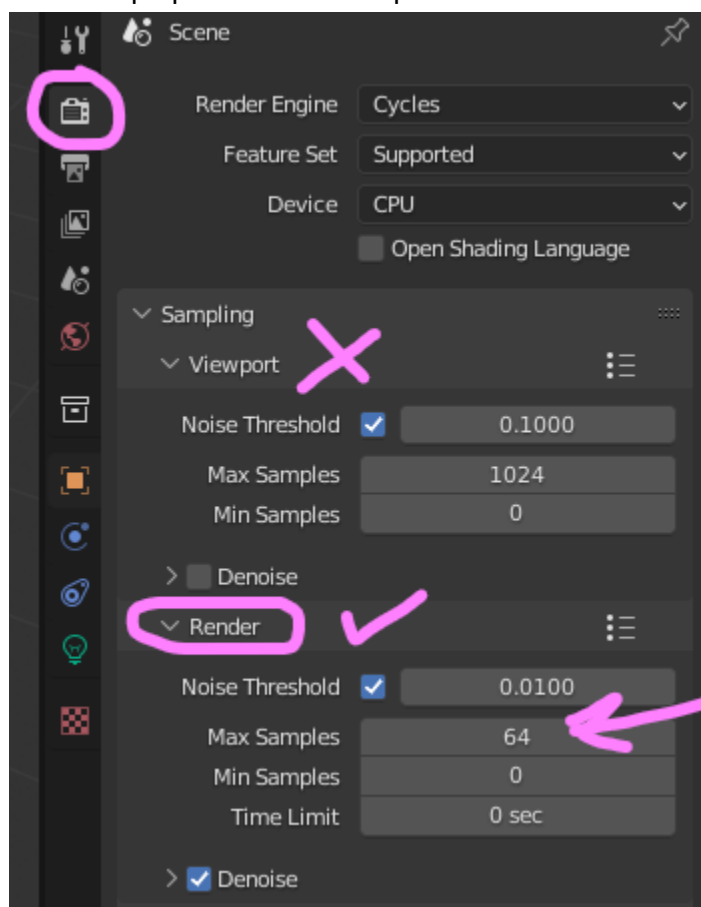 Scene
Render Engine Cycles
Feature Set Supported
Device CPU
Open Shading Language
Sampling
Viewport
Noise Threshold 0.1000
Max Samples 1024
Min Samples 0
Denoise
Render
Noise Threshold 0.0100
Max Samples 64
Min Samples 0
Time Limit 0 sec
Denoise